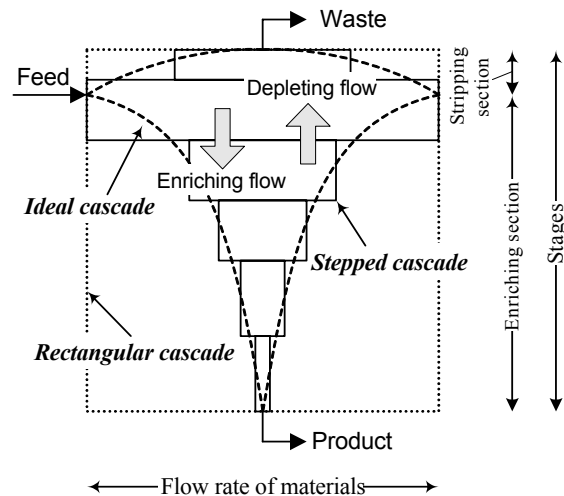 Waste
Feed
Depleting flow
Stripping
section
Enriching flow
Ideal cascade
Stepped cascade
Enriching section
Stages
Rectangular cascade
Product
Flow rate of materials